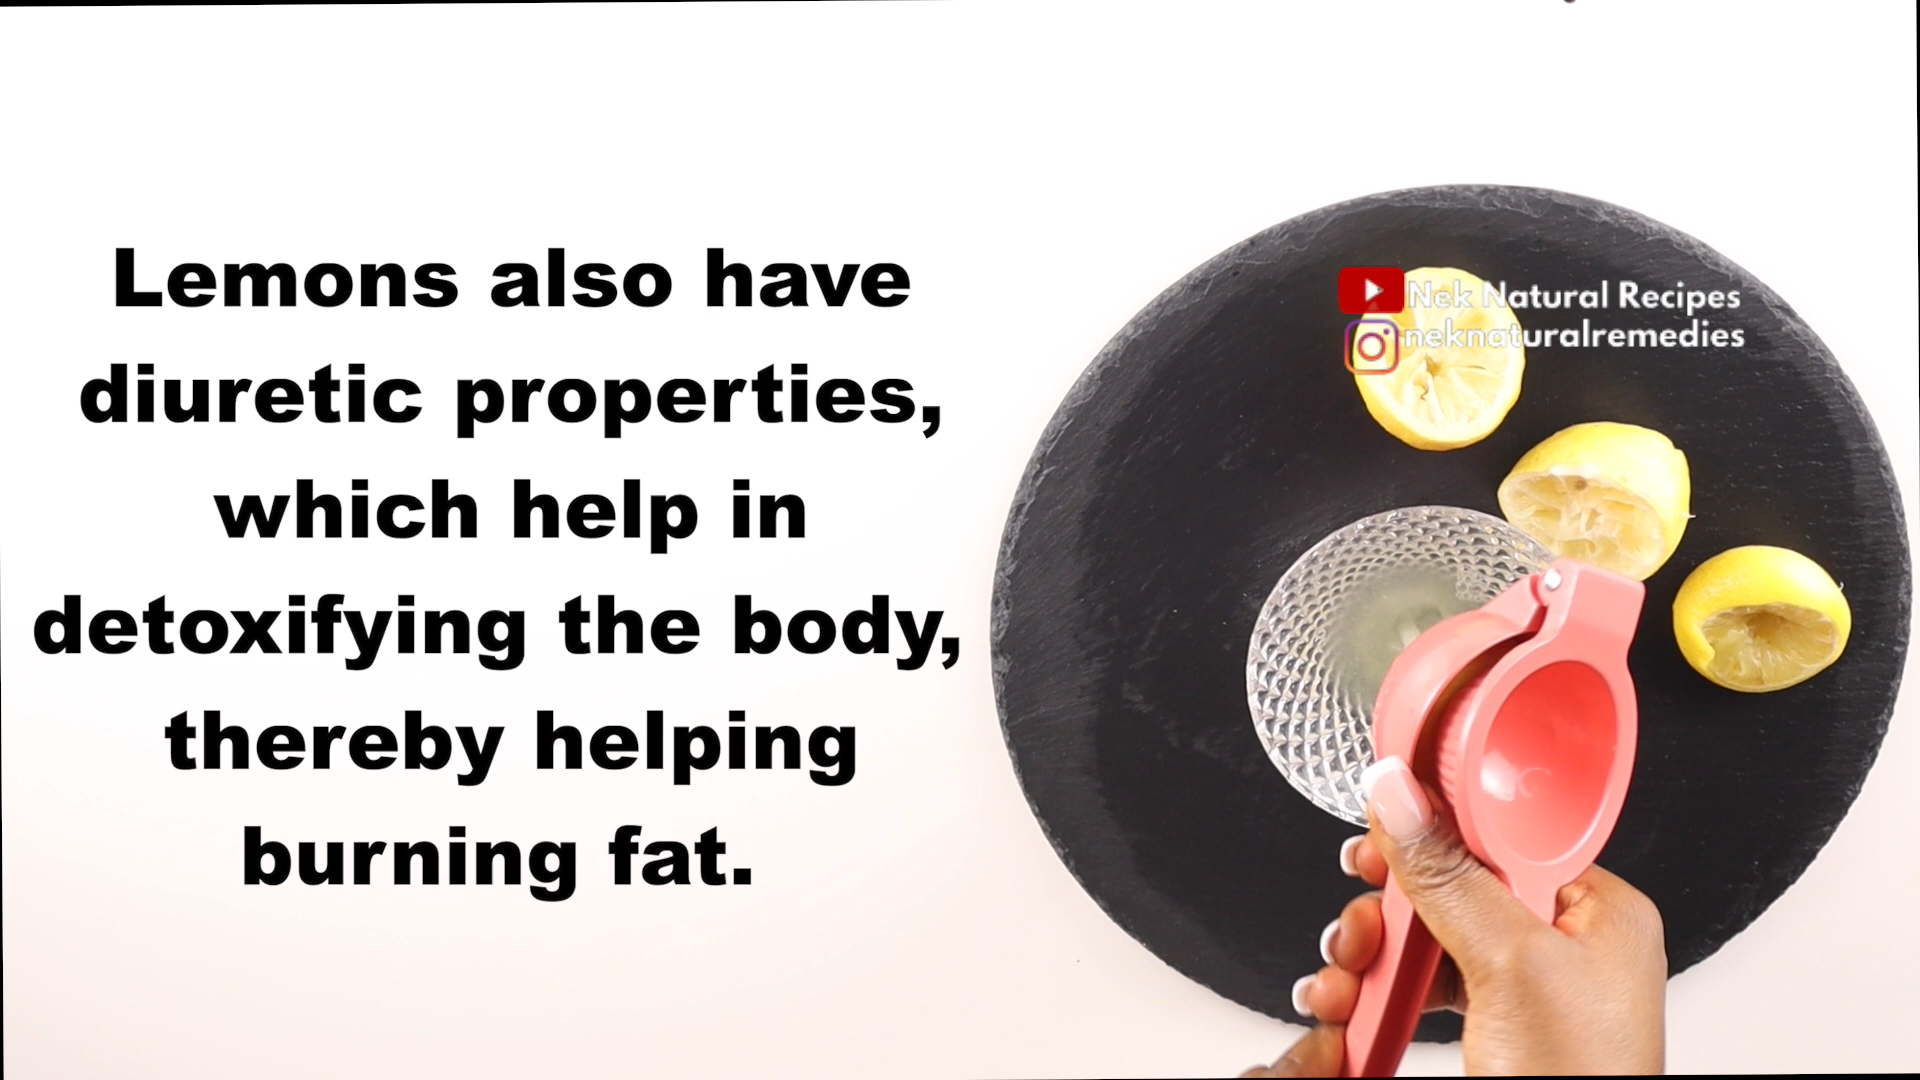 Lemons also have
diuretic properties,
which help in
detoxifying the body,
thereby helping
burning fat.
Nek Natural Recipes
neknaturalremedies